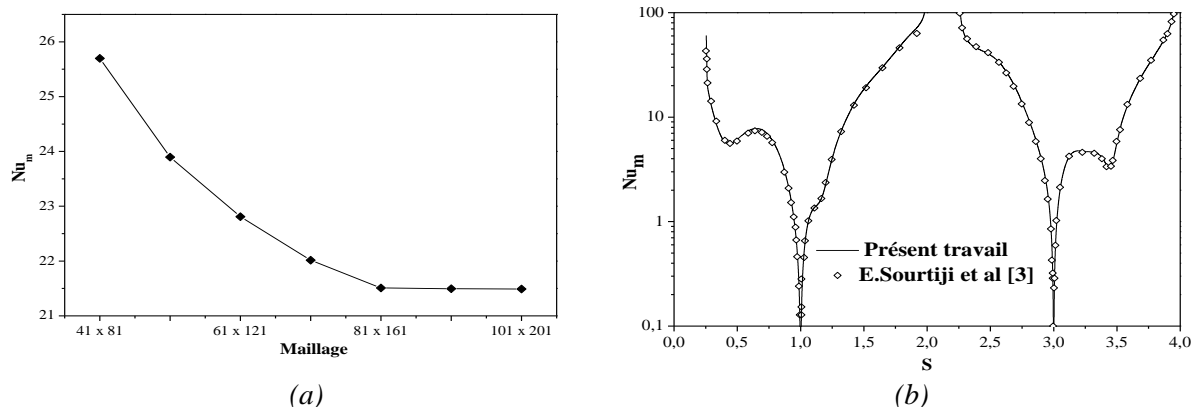 26
25
24
23
22
21
Nu_m
41 x 81
61 x 121
81 x 161
101 x 201
Maillage
(a)
100
10
1
0,1
Nu_m
Présent travail
E.Sourtiji et al [3]
0,0
0,5
1,0
1,5
2,0
2,5
3,0
3,5
4,0
S
(b)